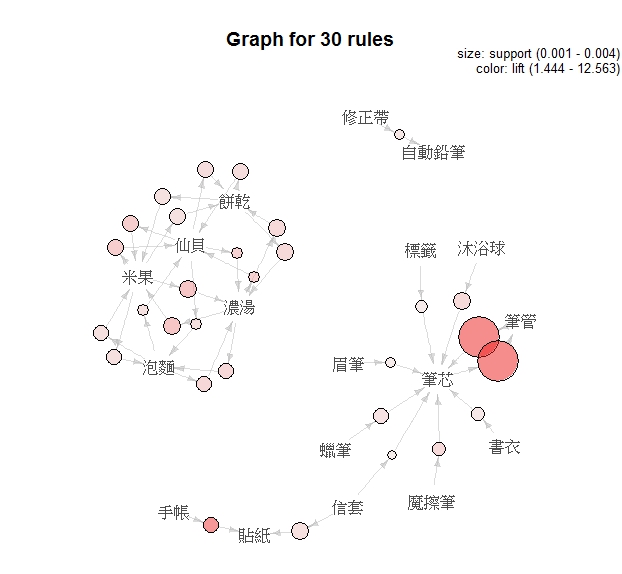 Graph for 30 rules
size: support (0.001 - 0.004)
color: lift (1.444 - 12.563)
修正帶
自動鉛筆
餅乾
仙貝
米果
濃湯
泡麵
標籤
沐浴球
筆管
眉筆
筆芯
蠟筆
書衣
信套
魔擦筆
手帳
貼紙